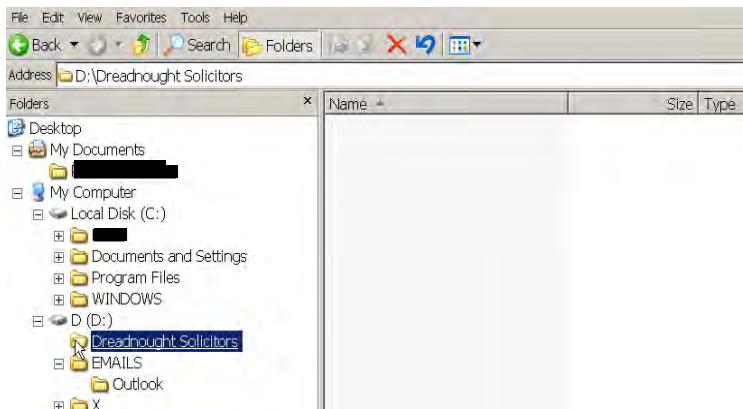 File Edit View Favorites Tools Help
Back Search Folders
Address D:\Dreadnought Solicitors
Folders × Name Size Type
Desktop
My Documents
My Computer
Local Disk (C:)
Documents and Settings
Program Files
WINDOWS
D (D:)
Dreadnought Solicitors
EMAILS
Outlook
X